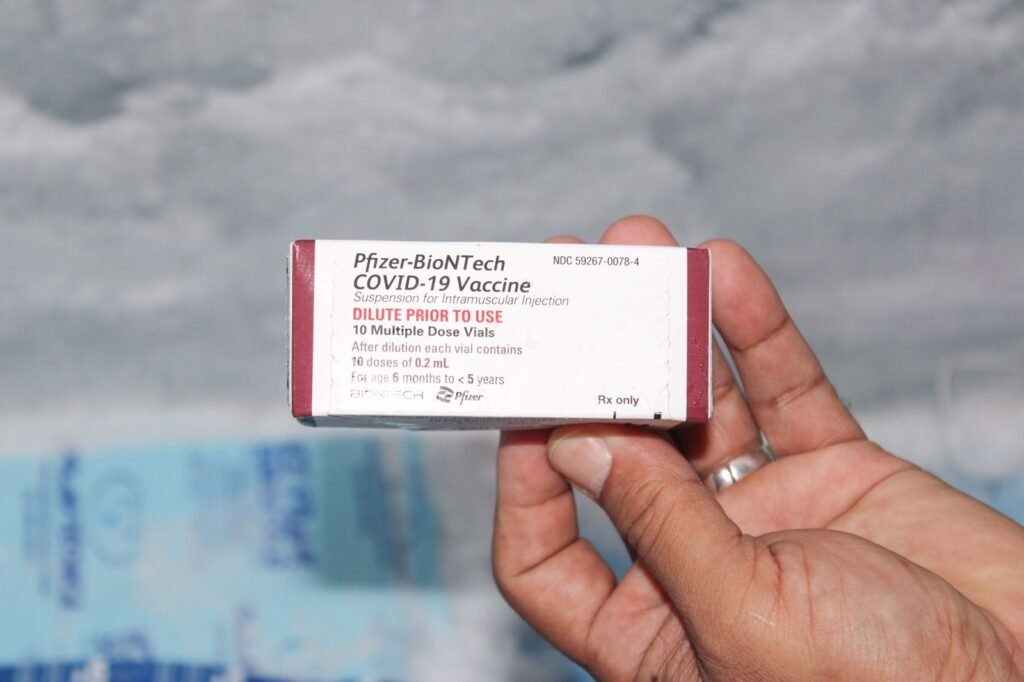 Pfizer-BioNTech
NDC 59267-0078-4
COVID-19 Vaccine
Suspension for Intramuscular Injection
DILUTE PRIOR TO USE
10 Multiple Dose Vials
After dilution each vial contains
10 doses of 0.2 mL
For age 6 months to < 5 years
BIONTECH Pfizer
Rx only